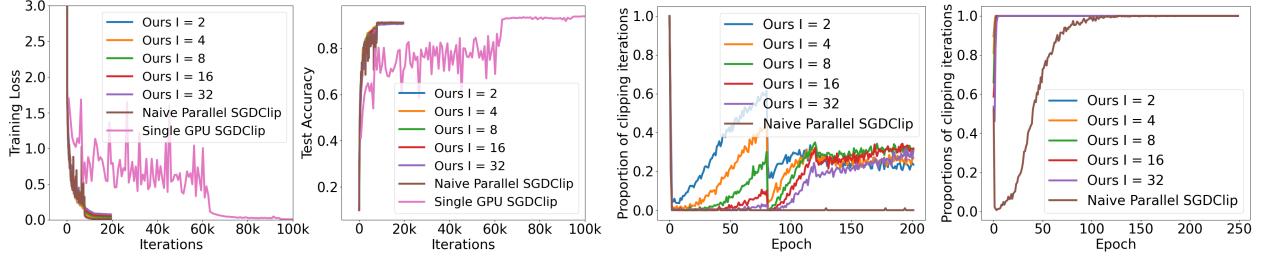 Training Loss
3.0
2.5
2.0
1.5
1.0
0.5
0.0
0 20k 40k 60k 80k 100k
Iterations
Ours I = 2
Ours I = 4
Ours I = 8
Ours I = 16
Ours I = 32
Naive Parallel SGDClip
Single GPU SGDClip
Test Accuracy
0.8
0.6
0.4
0.2
0 20k 40k 60k 80k 100k
Iterations
Ours I = 2
Ours I = 4
Ours I = 8
Ours I = 16
Ours I = 32
Naive Parallel SGDClip
Single GPU SGDClip
Proportion of clipping iterations
1.0
0.8
0.6
0.4
0.2
0.0
0 50 100 150 200
Epoch
Ours I = 2
Ours I = 4
Ours I = 8
Ours I = 16
Ours I = 32
Naive Parallel SGDClip
Proportions of clipping iterations
1.0
0.8
0.6
0.4
0.2
0.0
0 50 100 150 200 250
Epoch
Ours I = 2
Ours I = 4
Ours I = 8
Ours I = 16
Ours I = 32
Naive Parallel SGDClip